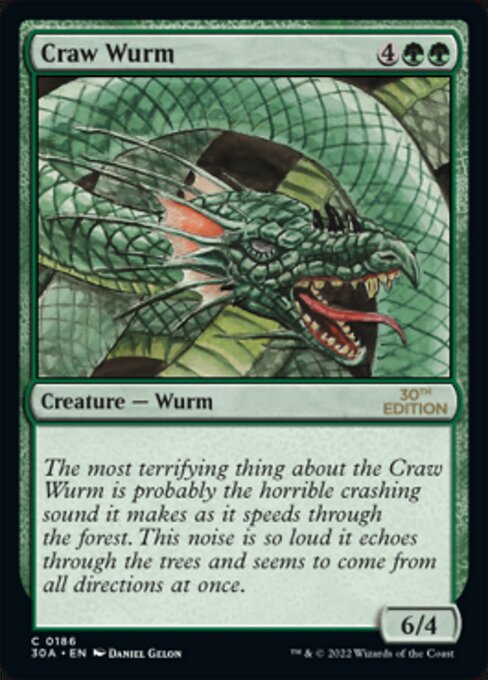 Craw Wurm 4
Creature — Wurm
30TH
EDITION
The most terrifying thing about the Craw
Wurm is probably the horrible crashing
sound it makes as it speeds through
the forest. This noise is so loud it echoes
through the trees and seems to come from
all directions at once.
6/4
C 0186
30A • EN Daniel Gelon
™ & © 2022 Wizards of the Coast